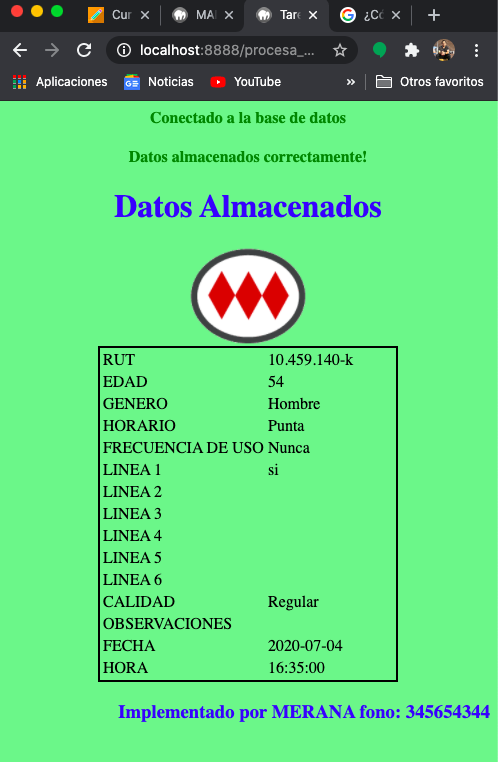 Cur
MA
Tare
¿Có
localhost:8888/procesa_...
Aplicaciones
Noticias
YouTube
»
Otros favoritos
Conectado a la base de datos
Datos almacenados correctamente!
Datos Almacenados
RUT 10.459.140-k
EDAD 54
GENERO Hombre
HORARIO Punta
FRECUENCIA DE USO Nunca
LINEA 1 si
LINEA 2
LINEA 3
LINEA 4
LINEA 5
LINEA 6
CALIDAD Regular
OBSERVACIONES
FECHA 2020-07-04
HORA 16:35:00
Implementado por MERANA fono: 345654344